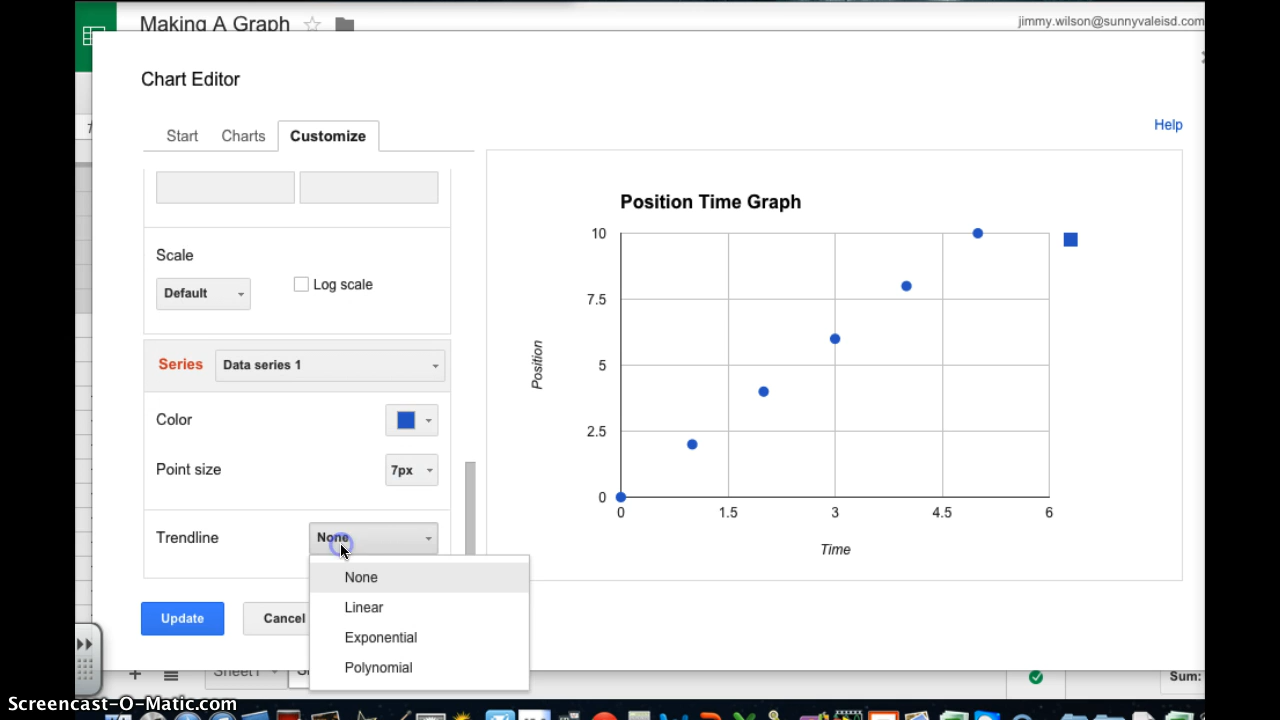 Making A Graph
jimmy.wilson@sunnyvaleisd.com
Chart Editor
Help
Start Charts Customize
Scale
Default
Log scale
Series Data series 1
Color
Point size 7px
Trendline None
None
Linear
Exponential
Polynomial
Update Cancel
Position Time Graph
10
7.5
5
2.5
0
Position
0 1.5 3 4.5 6
Time
Sheet1
Sum:
Screencast-O-Matic.com